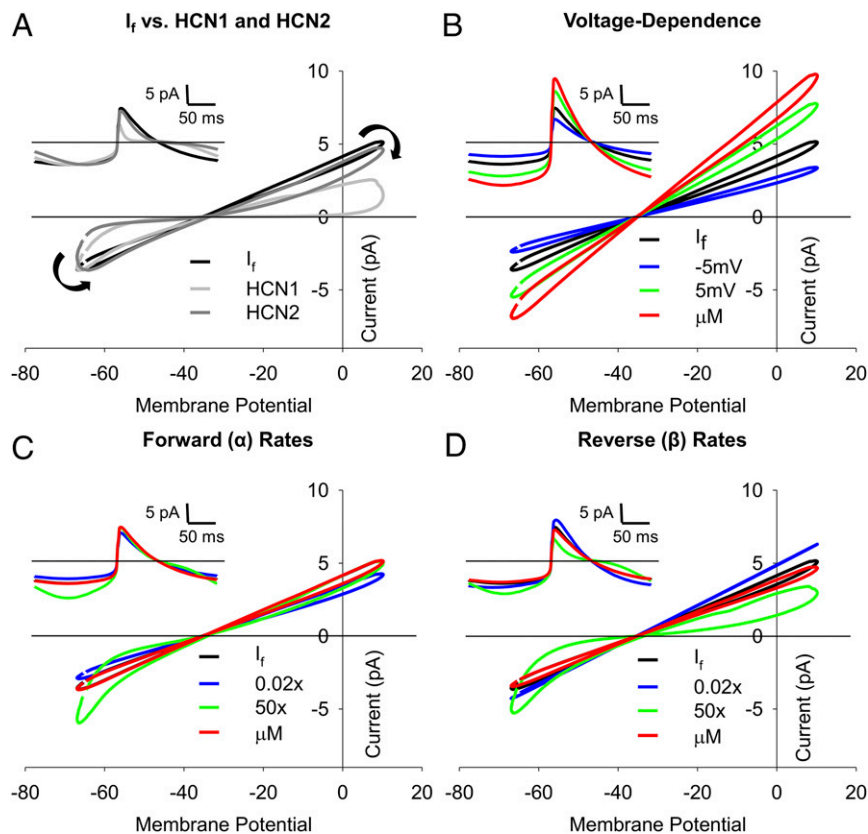 A
I_f vs. HCN1 and HCN2
10
5 pA
50 ms
5
0
-5
I_f
HCN1
HCN2
Current (pA)
-80
-60
-40
-20
0
20
Membrane Potential
B
Voltage-Dependence
10
5 pA
50 ms
5
0
-5
I_f
-5mV
5mV
μM
Current (pA)
-80
-60
-40
-20
0
20
Membrane Potential
C
Forward (α) Rates
10
5 pA
50 ms
5
0
-5
I_f
0.02x
50x
μM
Current (pA)
-80
-60
-40
-20
0
20
Membrane Potential
D
Reverse (β) Rates
10
5 pA
50 ms
5
0
-5
I_f
0.02x
50x
μM
Current (pA)
-80
-60
-40
-20
0
20
Membrane Potential